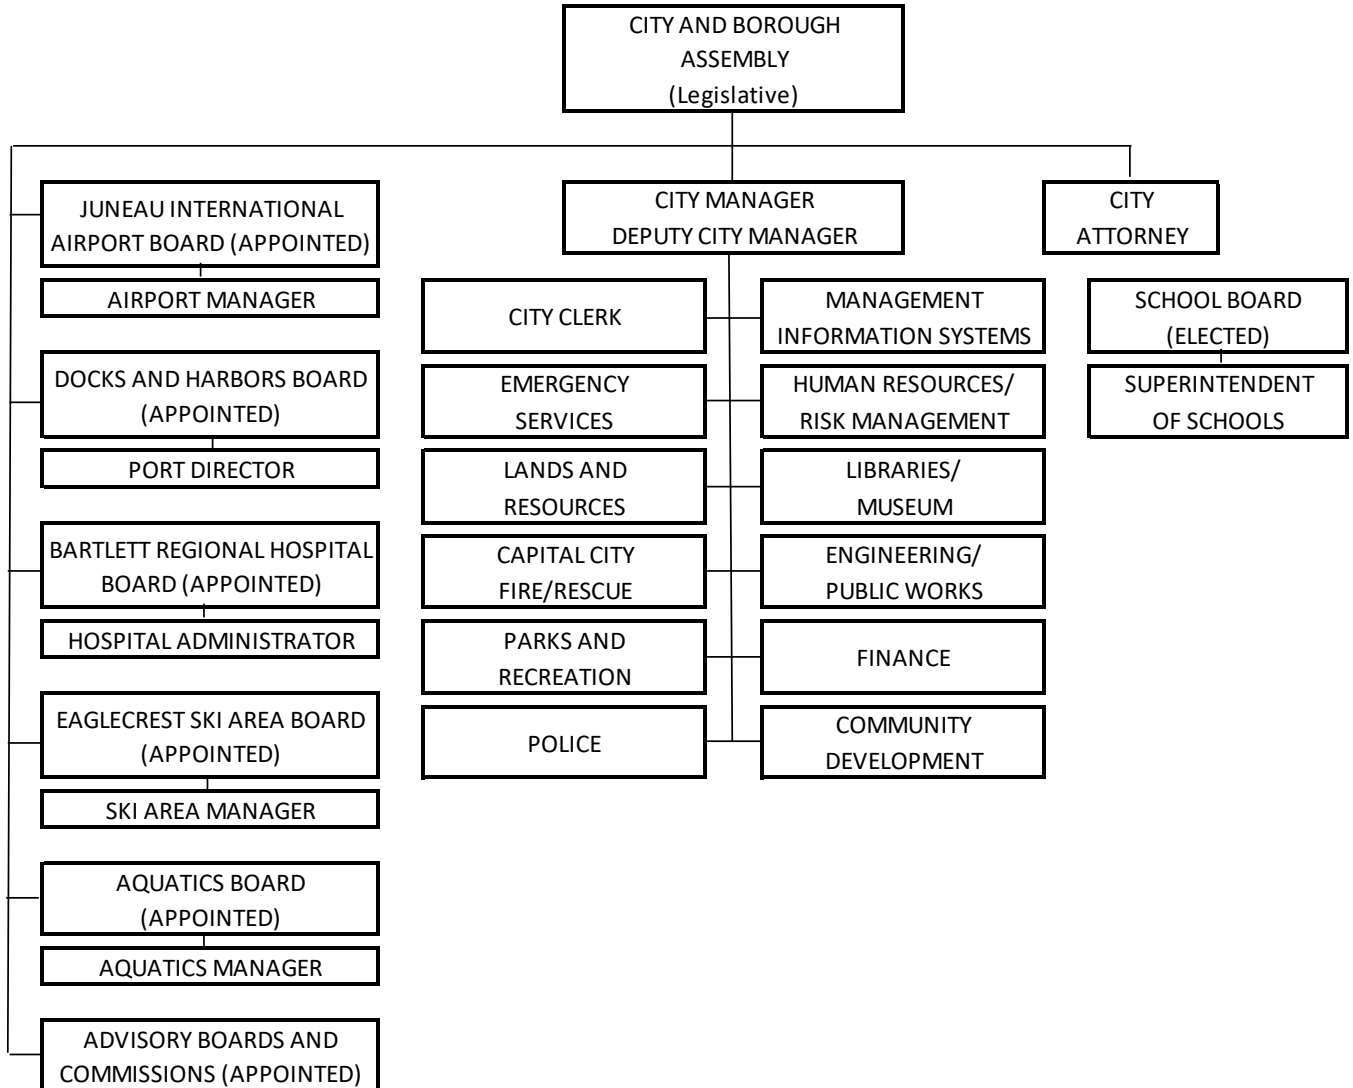 CITY AND BOROUGH
ASSEMBLY
(Legislative)
JUNEAU INTERNATIONAL
AIRPORT BOARD (APPOINTED)
AIRPORT MANAGER
DOCKS AND HARBORS BOARD
(APPOINTED)
PORT DIRECTOR
BARTLETT REGIONAL HOSPITAL
BOARD (APPOINTED)
HOSPITAL ADMINISTRATOR
EAGLECREST SKI AREA BOARD
(APPOINTED)
SKI AREA MANAGER
AQUATICS BOARD
(APPOINTED)
AQUATICS MANAGER
ADVISORY BOARDS AND
COMMISSIONS (APPOINTED)
CITY MANAGER
DEPUTY CITY MANAGER
CITY CLERK
MANAGEMENT
INFORMATION SYSTEMS
EMERGENCY
SERVICES
HUMAN RESOURCES/
RISK MANAGEMENT
LANDS AND
RESOURCES
LIBRARIES/
MUSEUM
CAPITAL CITY
FIRE/RESCUE
ENGINEERING/
PUBLIC WORKS
PARKS AND
RECREATION
FINANCE
POLICE
COMMUNITY
DEVELOPMENT
CITY
ATTORNEY
SCHOOL BOARD
(ELECTED)
SUPERINTENDENT
OF SCHOOLS